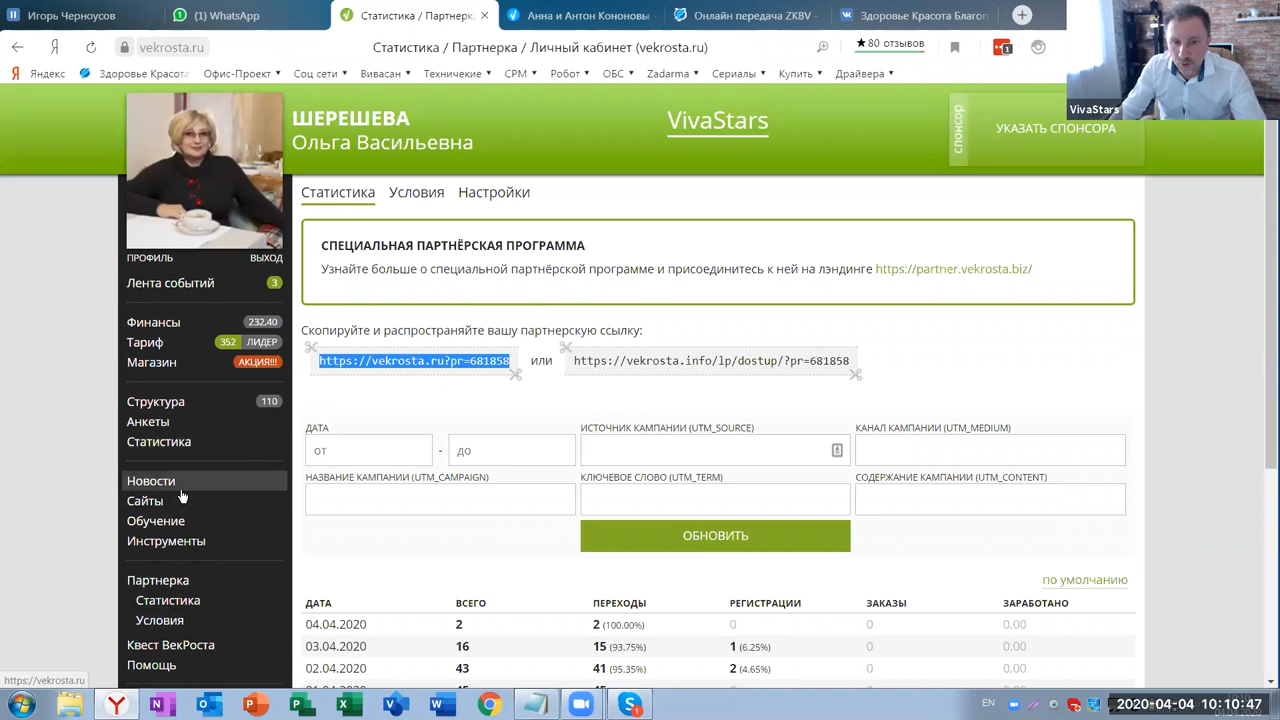 Игорь Черноусов
(1) WhatsApp
Статистика / Партнерка
Анна и Антон Кононовы
Онлайн передача ZKBV -
Здоровье Красота Благоп
vekrosta.ru
Статистика / Партнерка / Личный кабинет (vekrosta.ru)
★80 отзывов
1
Яндекс
Здоровье Красота
Офис-Проект
Соц сети
Вивасан
Техничекие
CPM
Робот
ОБС
Zadarma
Сериалы
Купить
Драйвера
VivaStars
ШЕРЕШЕВА
Ольга Васильевна
VivaStars
спонсор
УКАЗАТЬ СПОНСОРА
ПРОФИЛЬ ВЫХОД
Лента событий 3
Финансы 232,40
Тариф 352 ЛИДЕР
Магазин АКЦИЯ!!!
Структура 110
Анкеты
Статистика
Новости
Сайты
Обучение
Инструменты
Партнерка
Статистика
Условия
Квест ВекРоста
Помощь
Статистика Условия Настройки
СПЕЦИАЛЬНАЯ ПАРТНЁРСКАЯ ПРОГРАММА
Узнайте больше о специальной партнёрской программе и присоединитесь к ней на лэндинге https://partner.vekrosta.biz/
Скопируйте и распространяйте вашу партнерскую ссылку:
https://vekrosta.ru?pr=681858 или https://vekrosta.info/lp/dostup/?pr=681858
ДАТА ИСТОЧНИК КАМПАНИИ (UTM_SOURCE) КАНАЛ КАМПАНИИ (UTM_MEDIUM)
от - до
НАЗВАНИЕ КАМПАНИИ (UTM_CAMPAIGN) КЛЮЧЕВОЕ СЛОВО (UTM_TERM) СОДЕРЖАНИЕ КАМПАНИИ (UTM_CONTENT)
ОБНОВИТЬ
по умолчанию
ДАТА ВСЕГО ПЕРЕХОДЫ РЕГИСТРАЦИИ ЗАКАЗЫ ЗАРАБОТАНО
04.04.2020 2 2 (100.00%) 0 0 0.00
03.04.2020 16 15 (93.75%) 1 (6.25%) 0 0.00
02.04.2020 43 41 (95.35%) 2 (4.65%) 0 0.00
https://vekrosta.ru
EN
2020-04-04 10:10:47